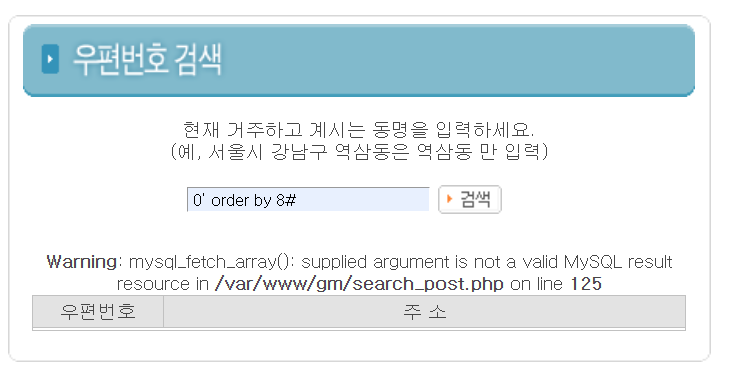 우편번호 검색
현재 거주하고 계시는 동명을 입력하세요.
(예, 서울시 강남구 역삼동은 역삼동 만 입력)
0' order by 8# 검색
Warning: mysql_fetch_array(): supplied argument is not a valid MySQL result
resource in /var/www/gm/search_post.php on line 125
우편번호 주 소